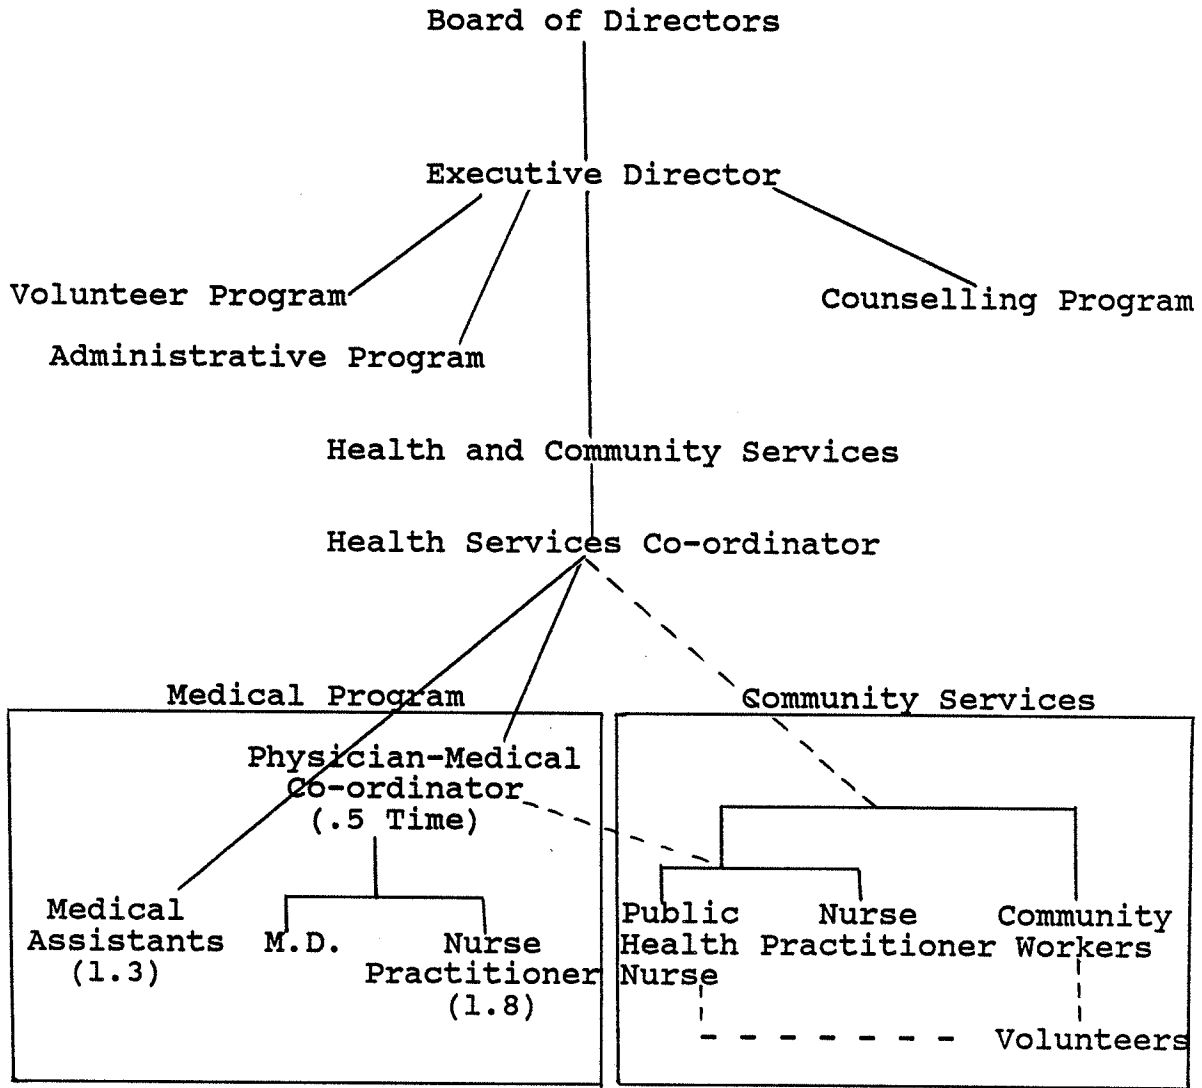 Board of Directors
Executive Director
Volunteer Program
Counselling Program
Administrative Program
Health and Community Services
Health Services Co-ordinator
Medical Program
Community Services
Physician-Medical
Co-ordinator
(.5 Time)
Medical
Assistants
(1.3)
M.D.
Nurse
Practitioner
(1.8)
Public
Health
Nurse
Nurse
Practitioner
Community
Workers
Volunteers